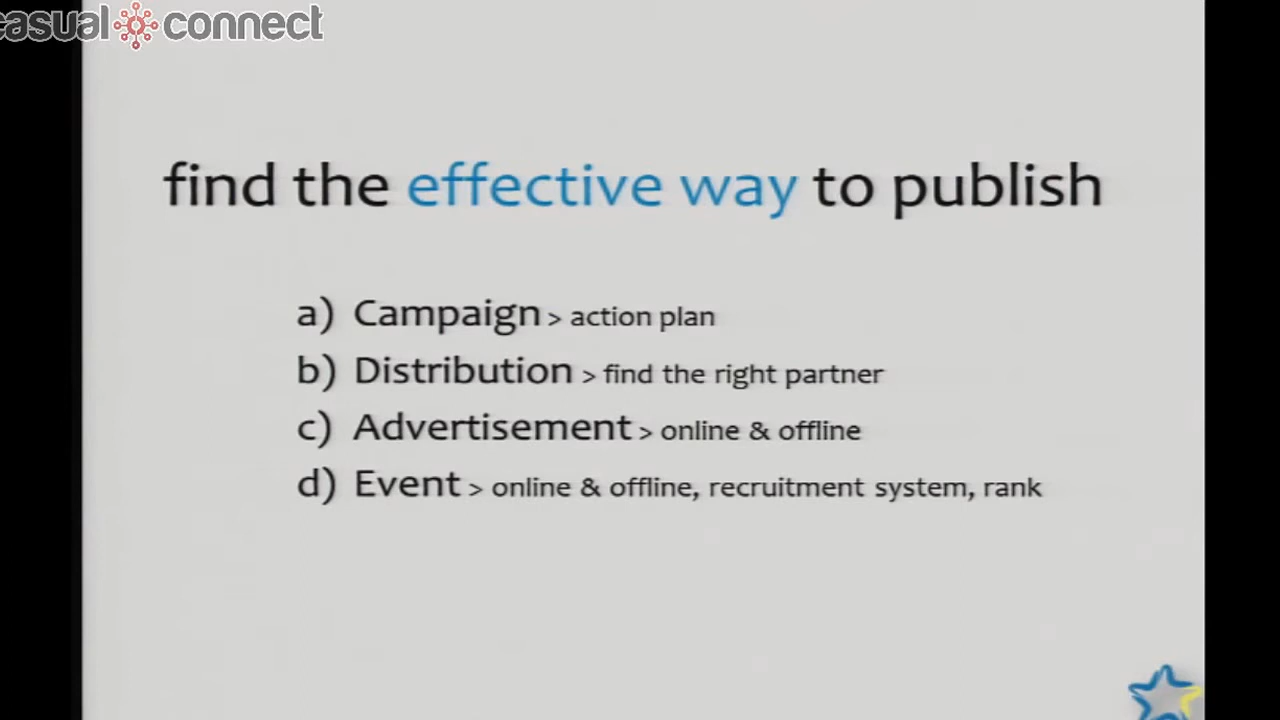 casual connect
find the effective way to publish
a) Campaign > action plan
b) Distribution > find the right partner
c) Advertisement > online & offline
d) Event > online & offline, recruitment system, rank